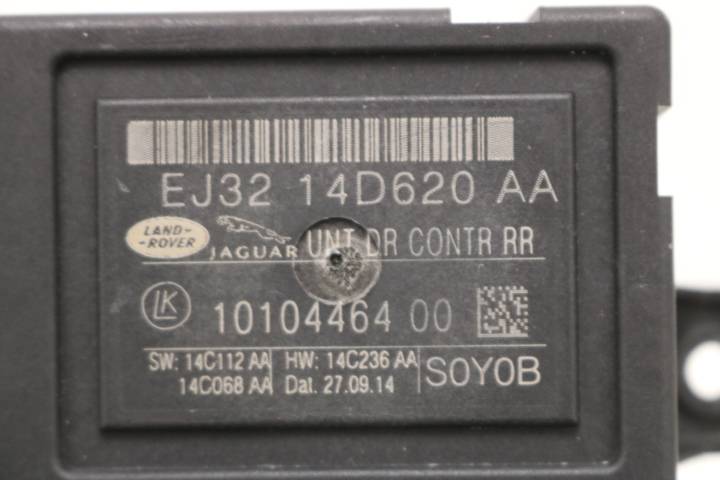 EJ32 14D620 AA
LAND-
-ROVER
JAGUAR UNT DR CONTR RR
LK 10104464 00
SW: 14C112 AA HW: 14C236 AA
14C068 AA Dat. 27.09.14
S0Y0B